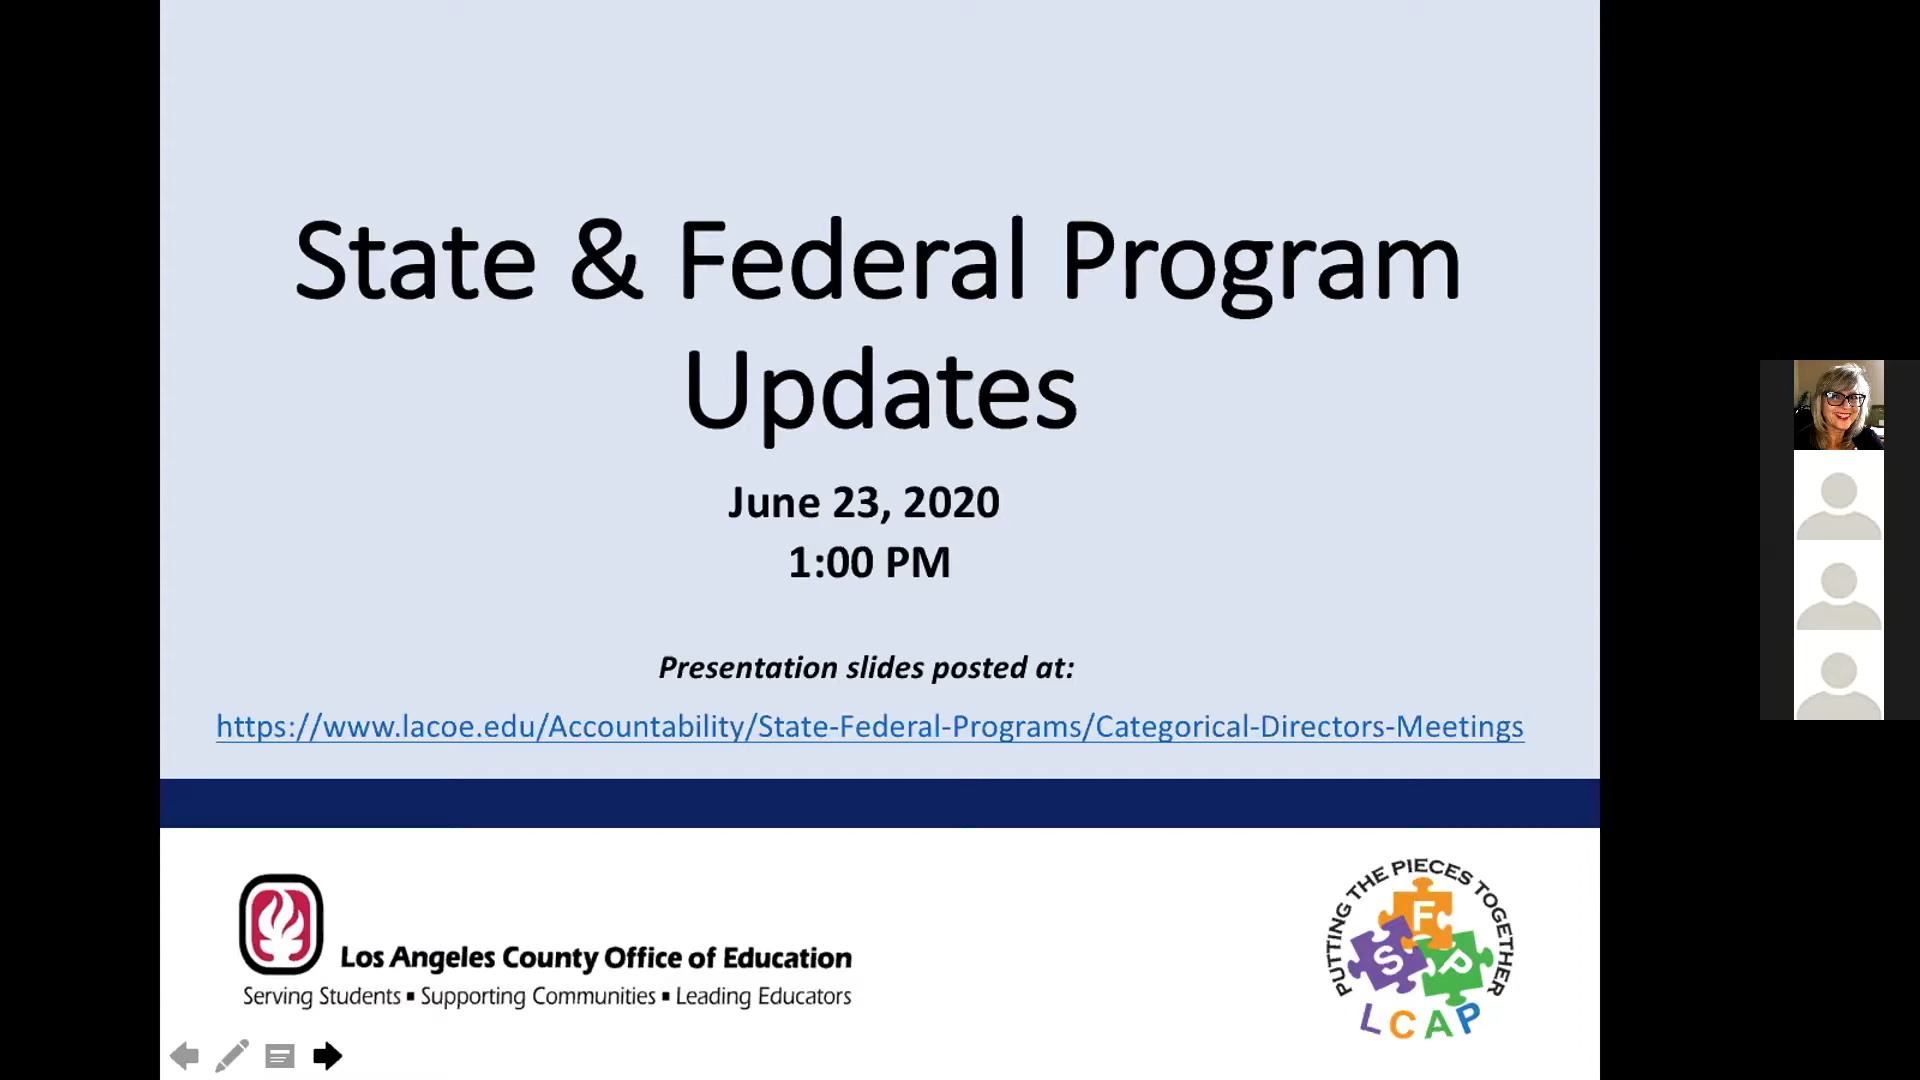 State & Federal Program
Updates
June 23, 2020
1:00 PM
Presentation slides posted at:
https://www.lacoe.edu/Accountability/State-Federal-Programs/Categorical-Directors-Meetings
Los Angeles County Office of Education
Serving Students ▪ Supporting Communities ▪ Leading Educators
PUTTING THE PIECES TOGETHER
F
S P
LCAP